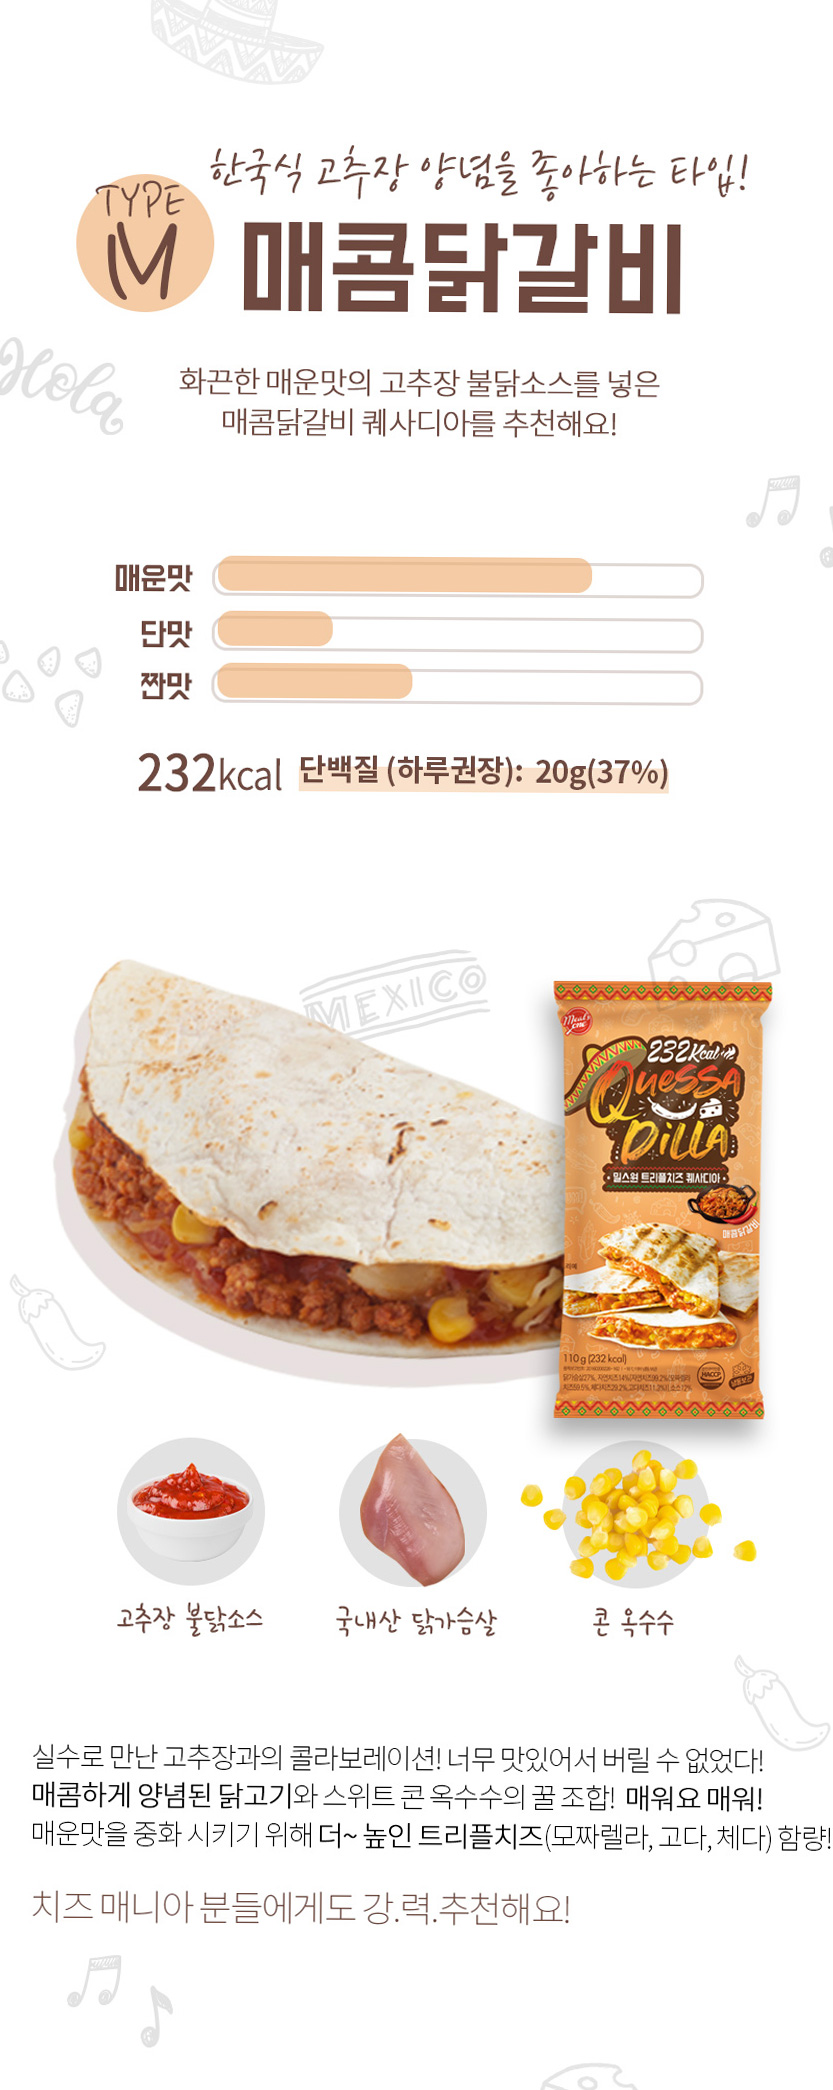 한국식 고추장 양념을 좋아하는 타입!
TYPE
M
매콤닭갈비
Hola
화끈한 매운맛의 고추장 불닭소스를 넣은
매콤닭갈비 퀘사디아를 추천해요!
매운맛
단맛
짠맛
232kcal 단백질 (하루권장): 20g(37%)
MEXICO
Meal's one
232Kcal
QUESSA
DILLA
밀스원 트리플치즈 퀘사디아
매콤닭갈비
110 g (232 kcal)
HACCP
고추장 불닭소스
국내산 닭가슴살
콘 옥수수
실수로 만난 고추장과의 콜라보레이션! 너무 맛있어서 버릴 수 없었다!
매콤하게 양념된 닭고기와 스위트 콘 옥수수의 꿀 조합! 매워요 매워!
매운맛을 중화 시키기 위해 더~ 높인 트리플치즈(모짜렐라, 고다, 체다) 함량!
치즈 매니아 분들에게도 강.력.추천해요!